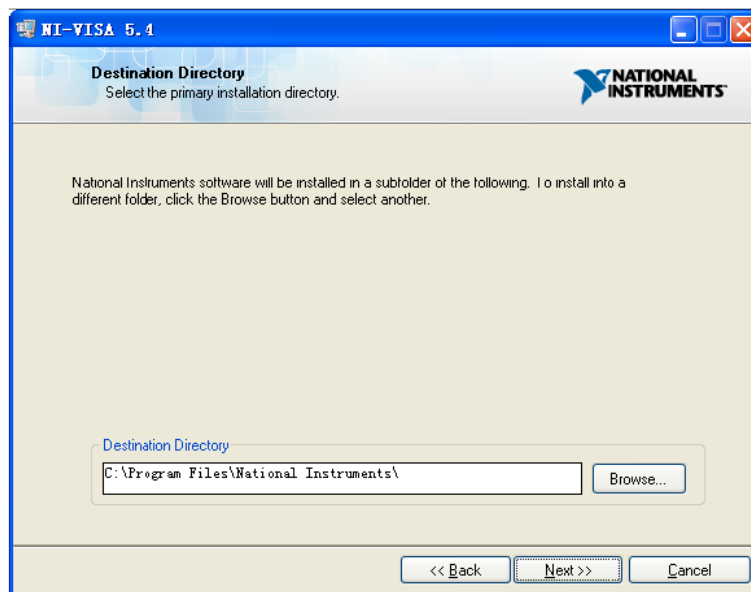 NI-VISA 5.4
Destination Directory
Select the primary installation directory.
NATIONAL
INSTRUMENTS™
National Instruments software will be installed in a subfolder of the following. To install into a
different folder, click the Browse button and select another.
Destination Directory
C:\Program Files\National Instruments\
Browse...
<< Back
Next >>
Cancel